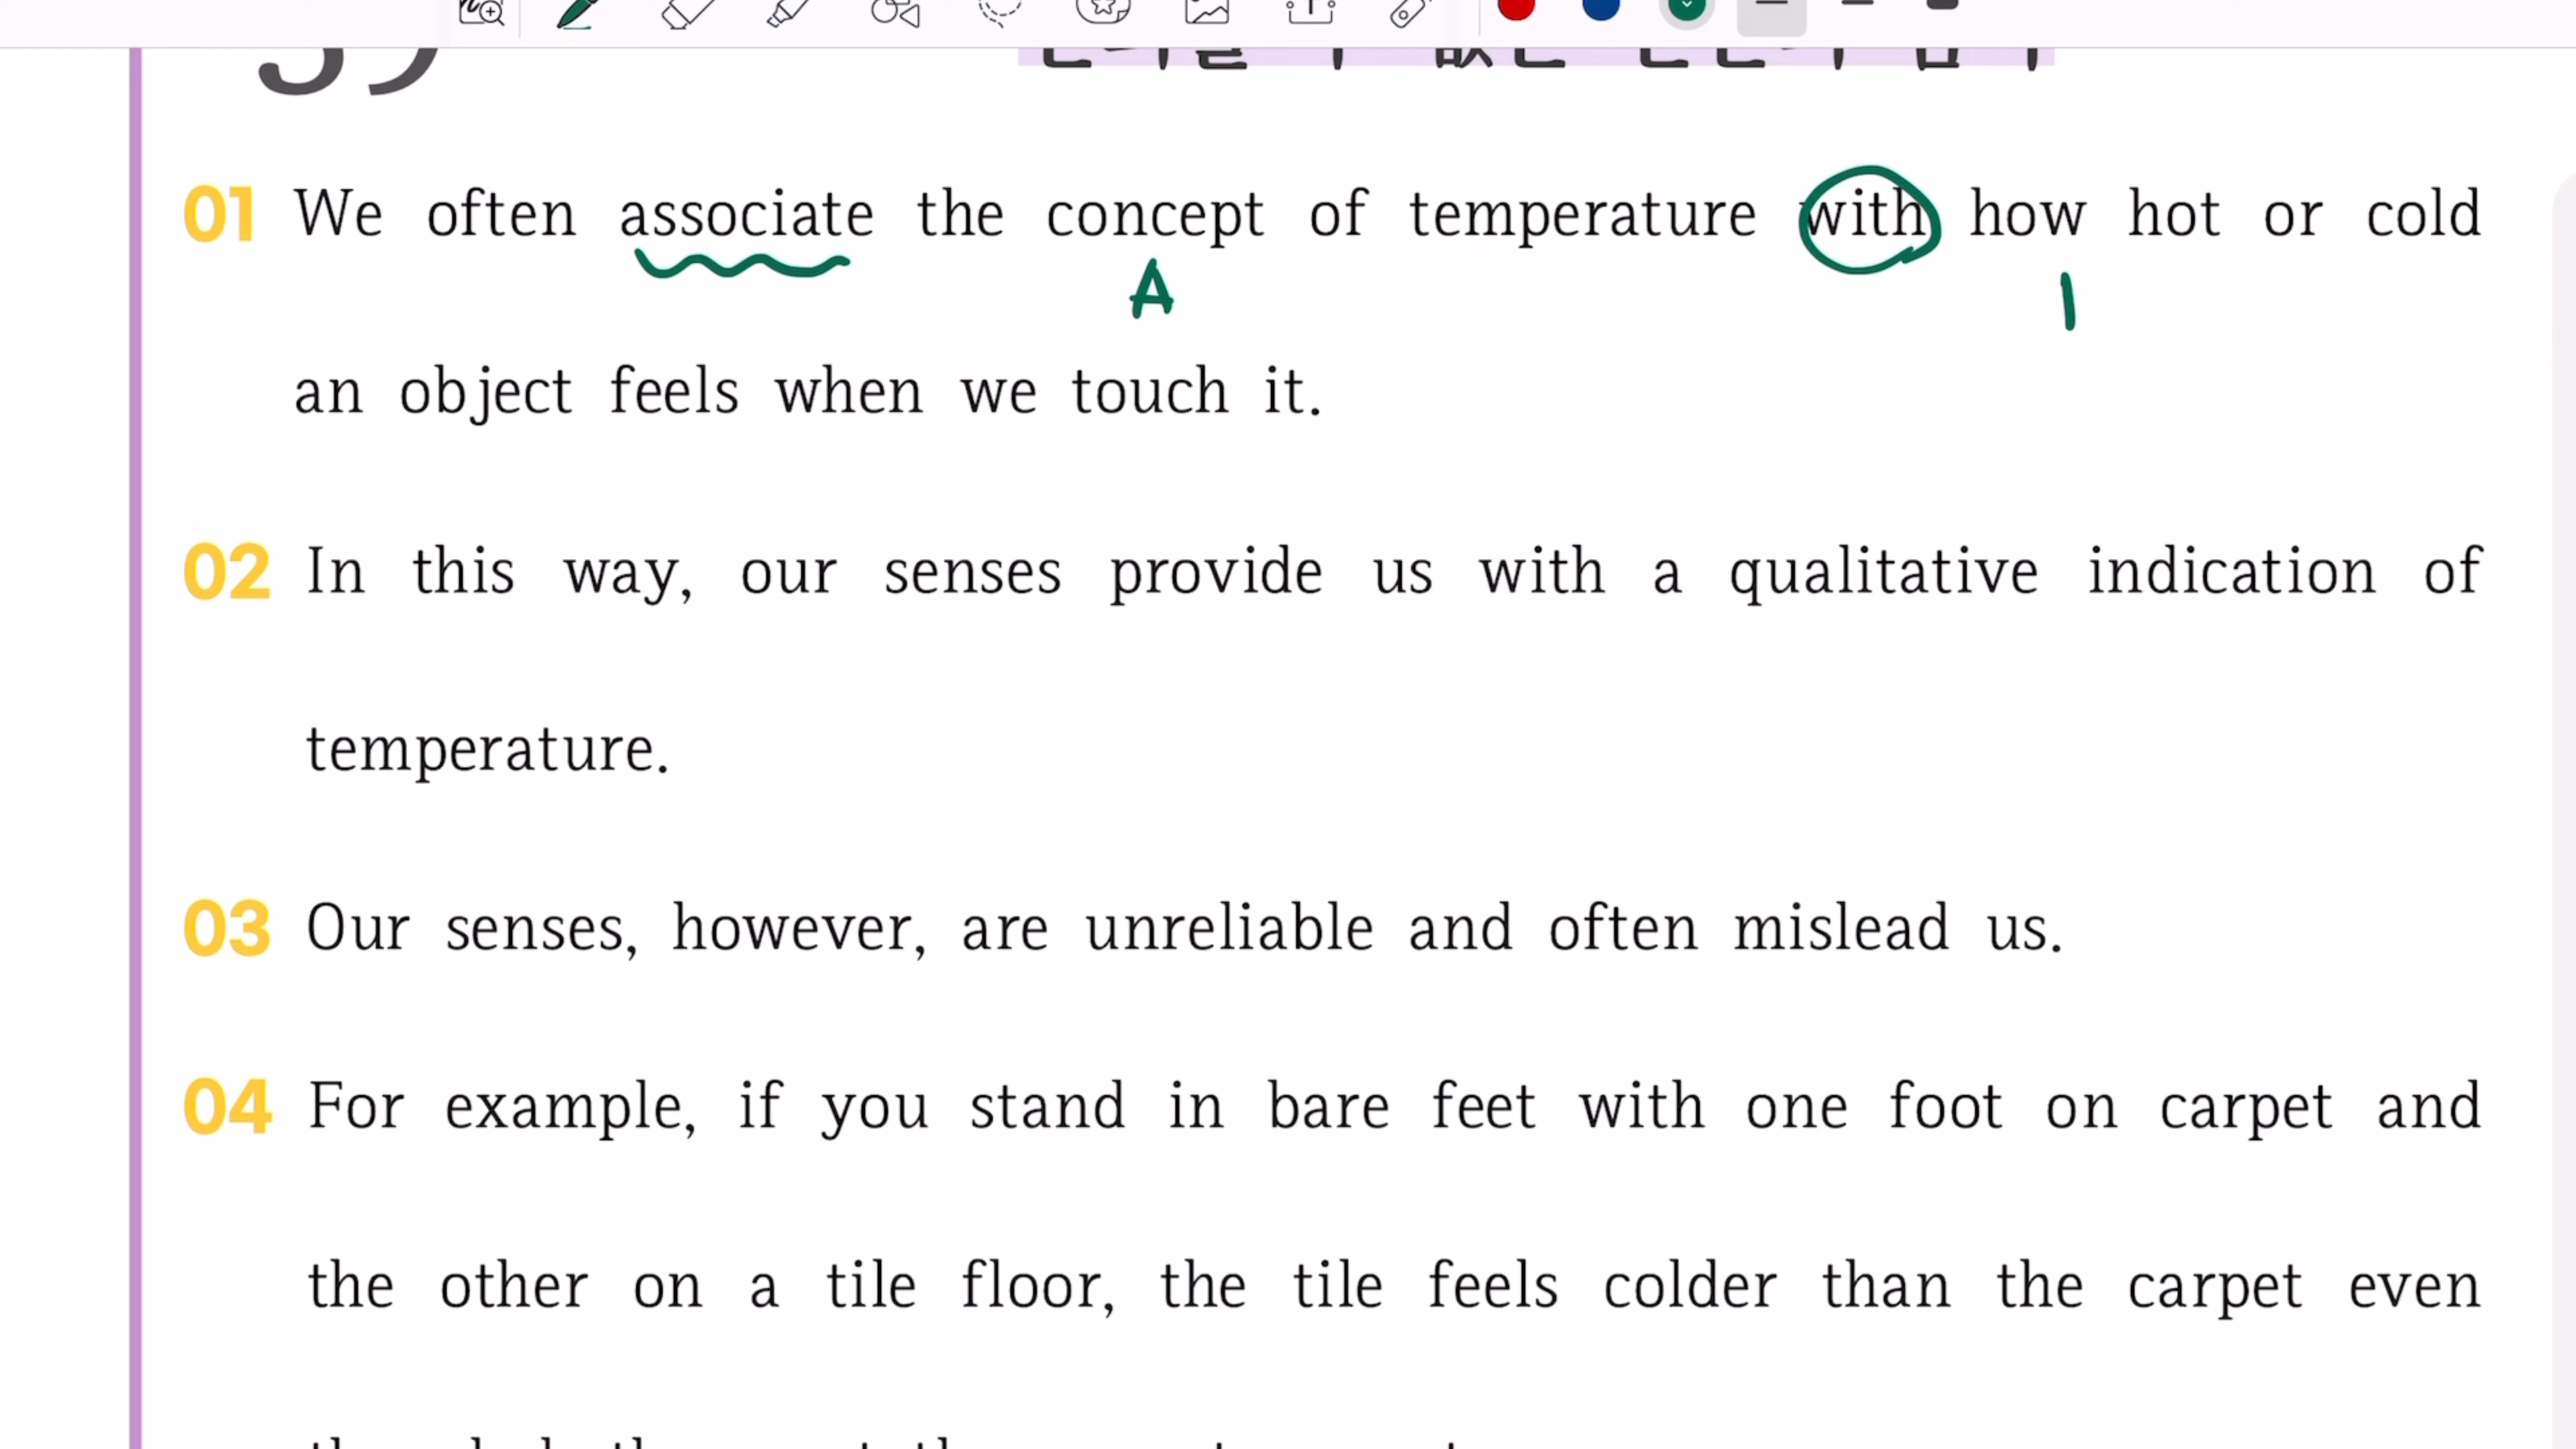 39
01 We often associate the concept of temperature with how hot or cold
A
an object feels when we touch it.
02 In this way, our senses provide us with a qualitative indication of
temperature.
03 Our senses, however, are unreliable and often mislead us.
04 For example, if you stand in bare feet with one foot on carpet and
the other on a tile floor, the tile feels colder than the carpet even